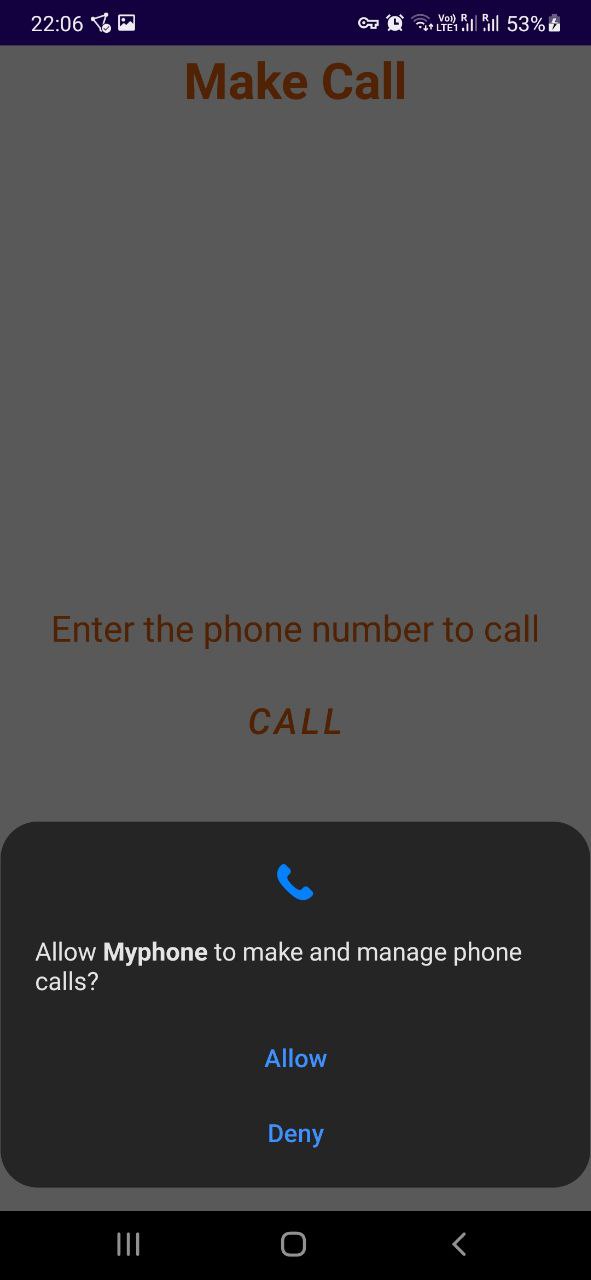 22:06 Vo) R R 53%
LTE1
Make Call
Enter the phone number to call
CALL
Allow Myphone to make and manage phone
calls?
Allow
Deny